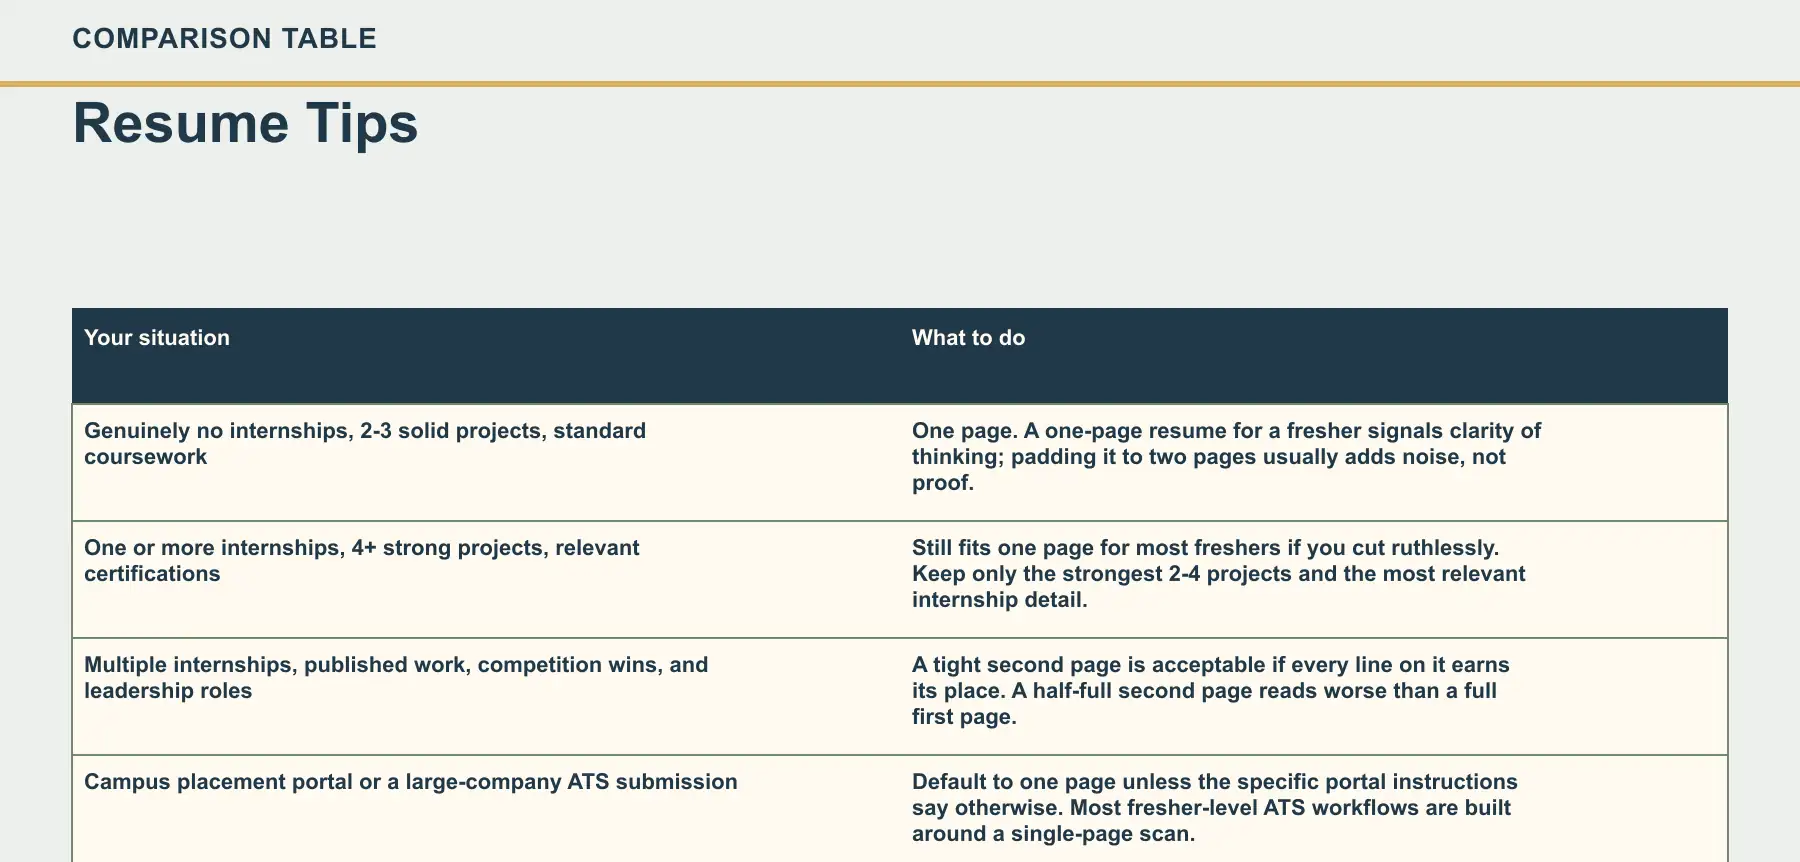 COMPARISON TABLE
Resume Tips
Your situation
What to do
Genuinely no internships, 2-3 solid projects, standard
coursework
One page. A one-page resume for a fresher signals clarity of
thinking; padding it to two pages usually adds noise, not
proof.
One or more internships, 4+ strong projects, relevant
certifications
Still fits one page for most freshers if you cut ruthlessly.
Keep only the strongest 2-4 projects and the most relevant
internship detail.
Multiple internships, published work, competition wins, and
leadership roles
A tight second page is acceptable if every line on it earns
its place. A half-full second page reads worse than a full
first page.
Campus placement portal or a large-company ATS submission
Default to one page unless the specific portal instructions
say otherwise. Most fresher-level ATS workflows are built
around a single-page scan.